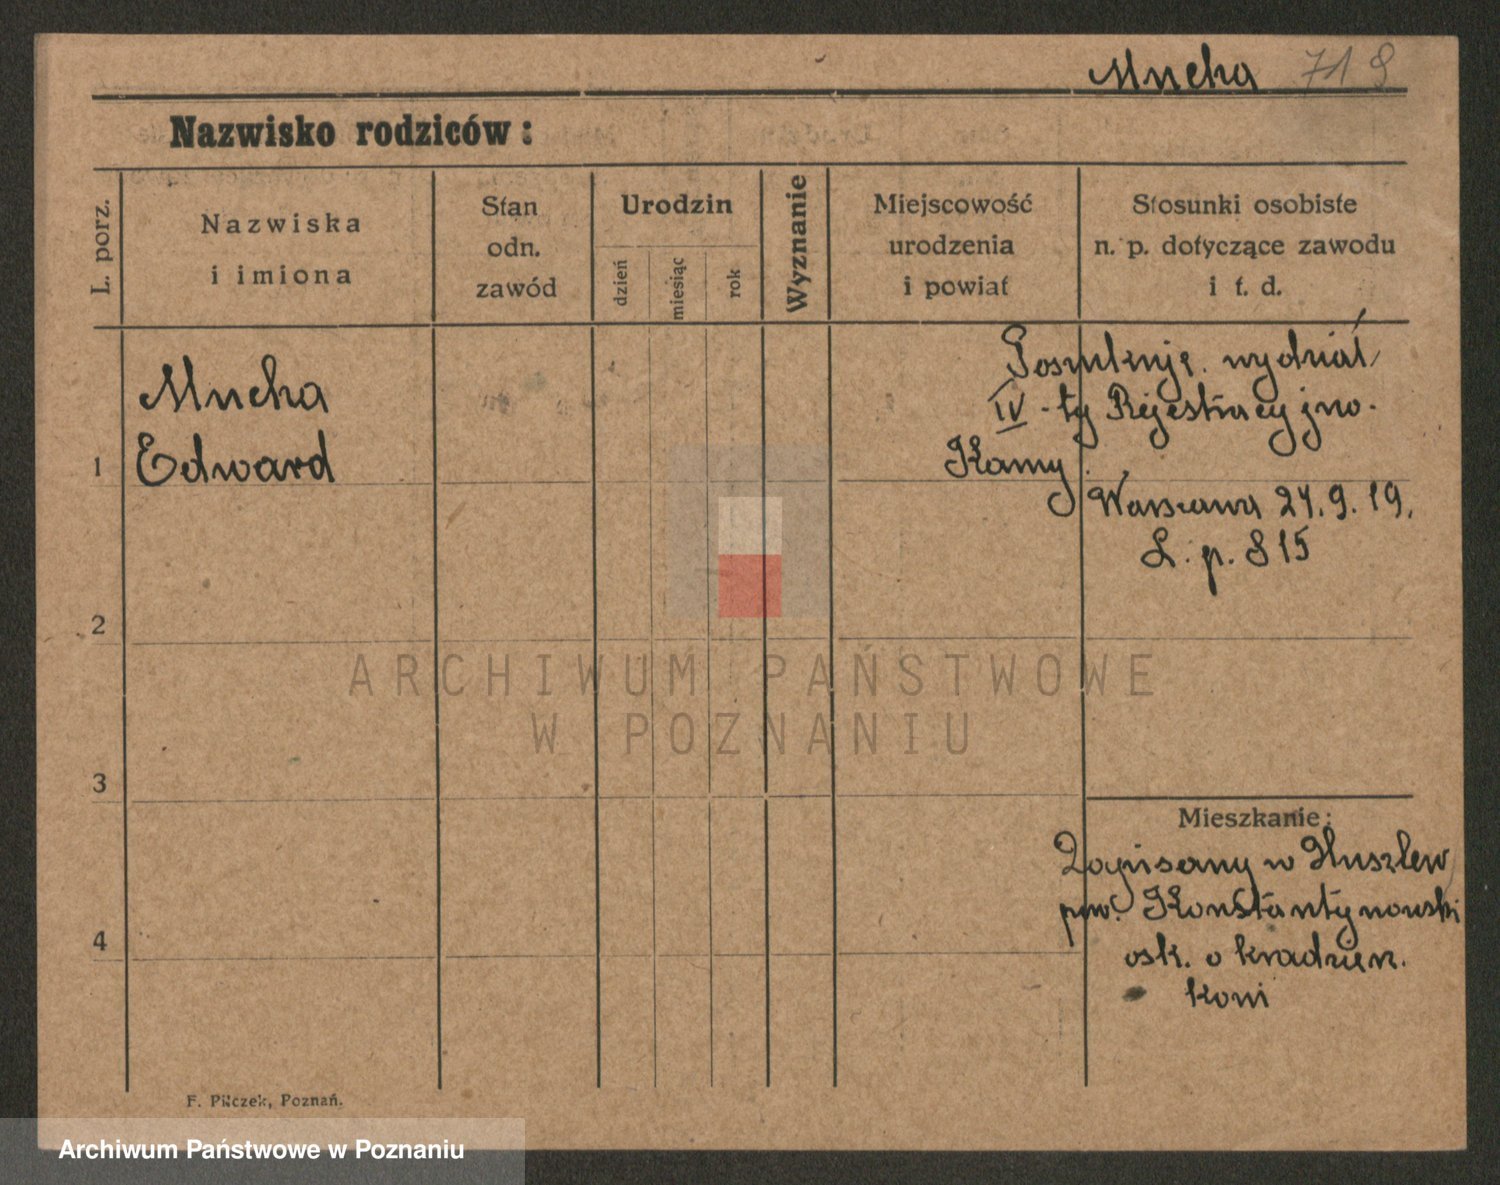 Mucha 718
Nazwisko rodziców:
L. porz.
Nazwiska
i imiona
Stan
odn.
zawód
Urodzin
dzień
miesiąc
rok
Wyznanie
Miejscowość
urodzenia
i powiat
Stosunki osobiste
n. p. dotyczące zawodu
i t. d.
1
Mucha
Edward
Poszukuje wydział
IV-ty Rejestracyjno-
Karny
Warszawa 24.9.19.
L. p. 815
2
3
4
Mieszkanie:
Zapisany w Huszlew
pow. Konstantynowski
osk. o kradzież.
koni
F. Pilczek, Poznań.
ARCHIWUM PAŃSTWOWE
W POZNANIU
Archiwum Państwowe w Poznaniu